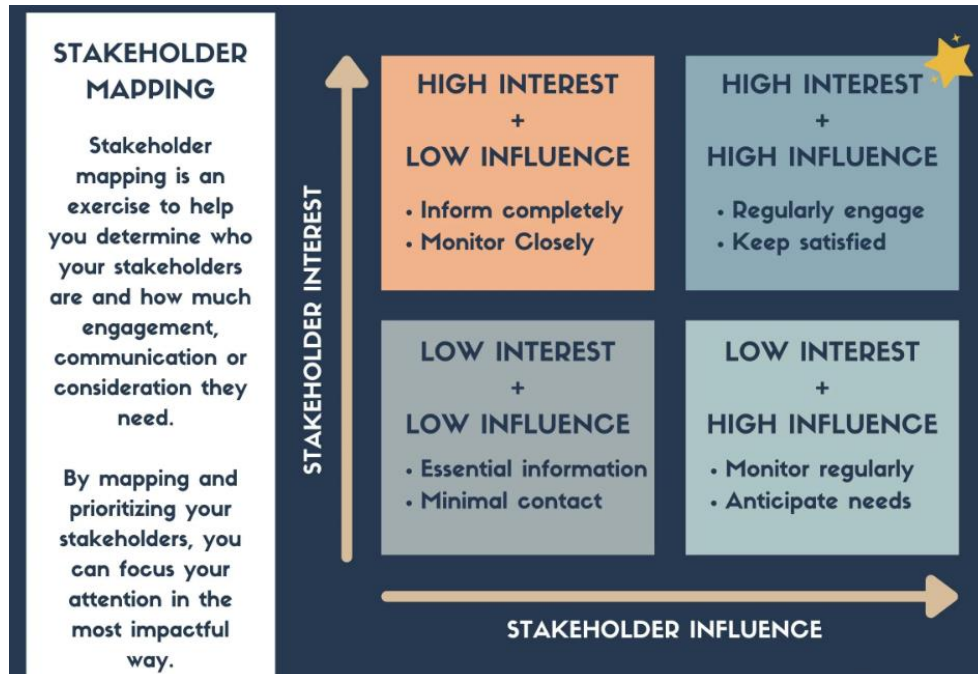 STAKEHOLDER
MAPPING
Stakeholder
mapping is an
exercise to help
you determine who
your stakeholders
are and how much
engagement,
communication or
consideration they
need.
By mapping and
prioritizing your
stakeholders, you
can focus your
attention in the
most impactful
way.
STAKEHOLDER INTEREST
HIGH INTEREST
+
LOW INFLUENCE
• Inform completely
• Monitor Closely
HIGH INTEREST
+
HIGH INFLUENCE
• Regularly engage
• Keep satisfied
LOW INTEREST
+
LOW INFLUENCE
• Essential information
• Minimal contact
LOW INTEREST
+
HIGH INFLUENCE
• Monitor regularly
• Anticipate needs
STAKEHOLDER INFLUENCE